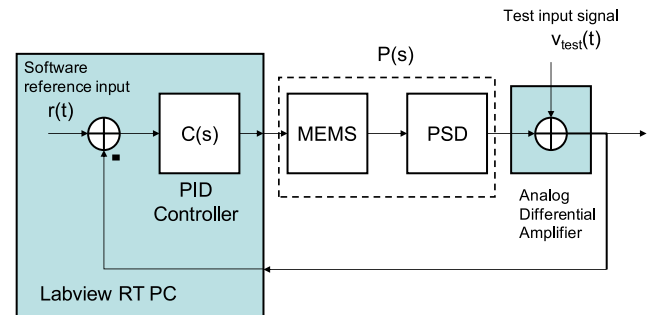 Test input signal
v_test(t)
P(s)
Software
reference input
r(t)
C(s)
MEMS
PSD
-
PID
Controller
Analog
Differential
Amplifier
Labview RT PC